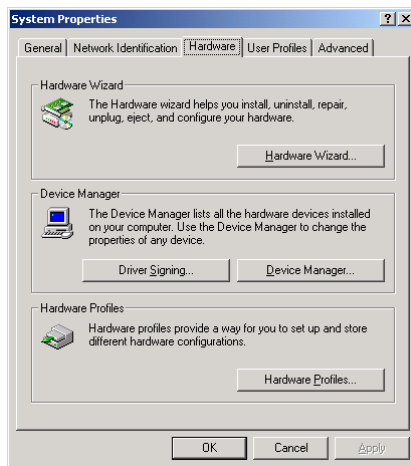 System Properties
General Network Identification Hardware User Profiles Advanced
Hardware Wizard
The Hardware wizard helps you install, uninstall, repair,
unplug, eject, and configure your hardware.
Hardware Wizard...
Device Manager
The Device Manager lists all the hardware devices installed
on your computer. Use the Device Manager to change the
properties of any device.
Driver Signing... Device Manager...
Hardware Profiles
Hardware profiles provide a way for you to set up and store
different hardware configurations.
Hardware Profiles...
OK Cancel Apply